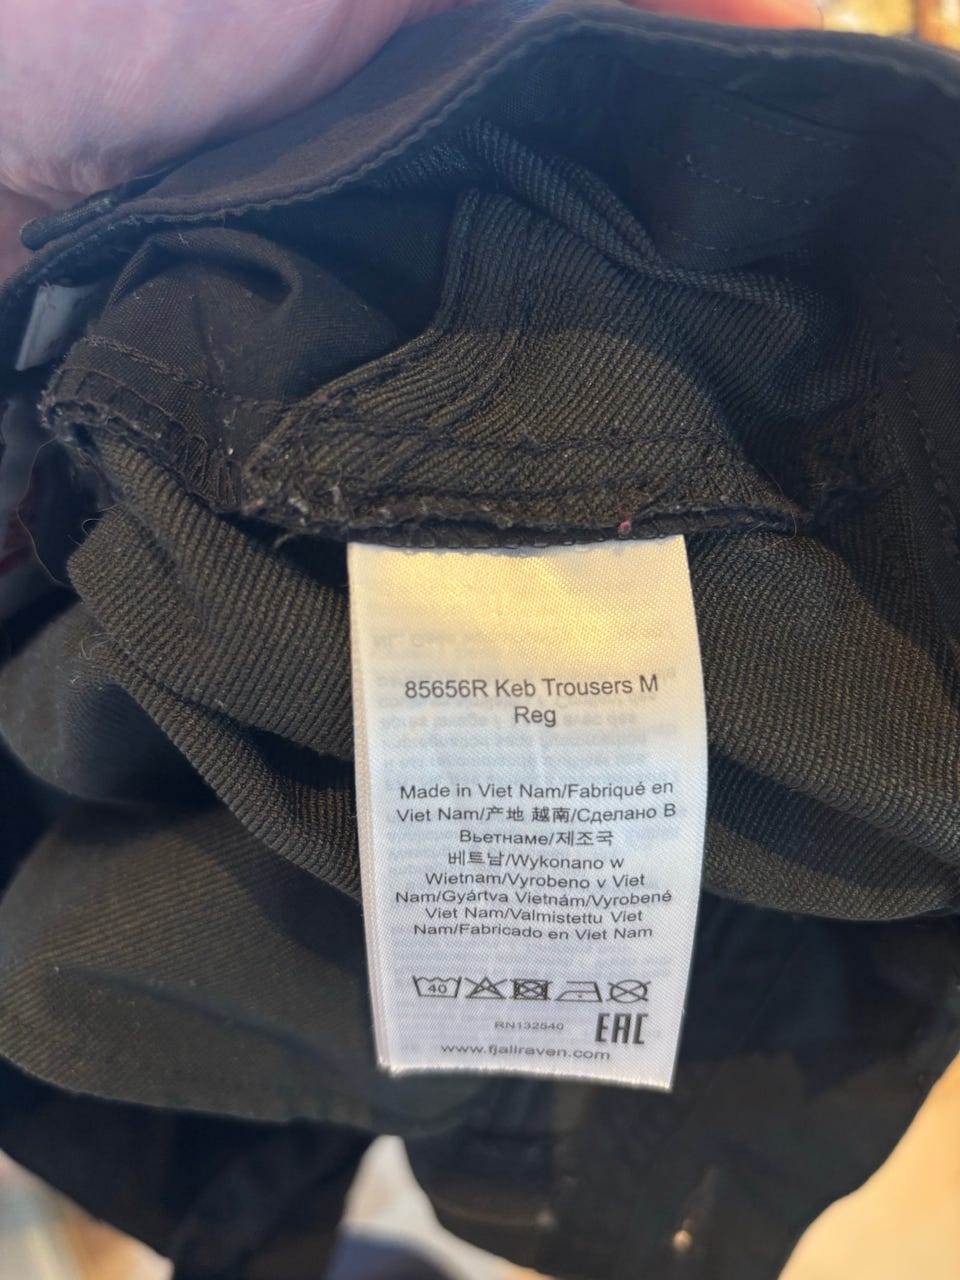 85656R Keb Trousers M
Reg
Made in Viet Nam/Fabriqué en
Viet Nam/产地 越南/Сделано В
Вьетнаме/제조국
베트남/Wykonano w
Wietnam/Vyrobeno v Viet
Nam/Gyártva Vietnám/Vyrobené
Viet Nam/Valmistettu Viet
Nam/Fabricado en Viet Nam
40
RN132540
EAC
www.fjallraven.com